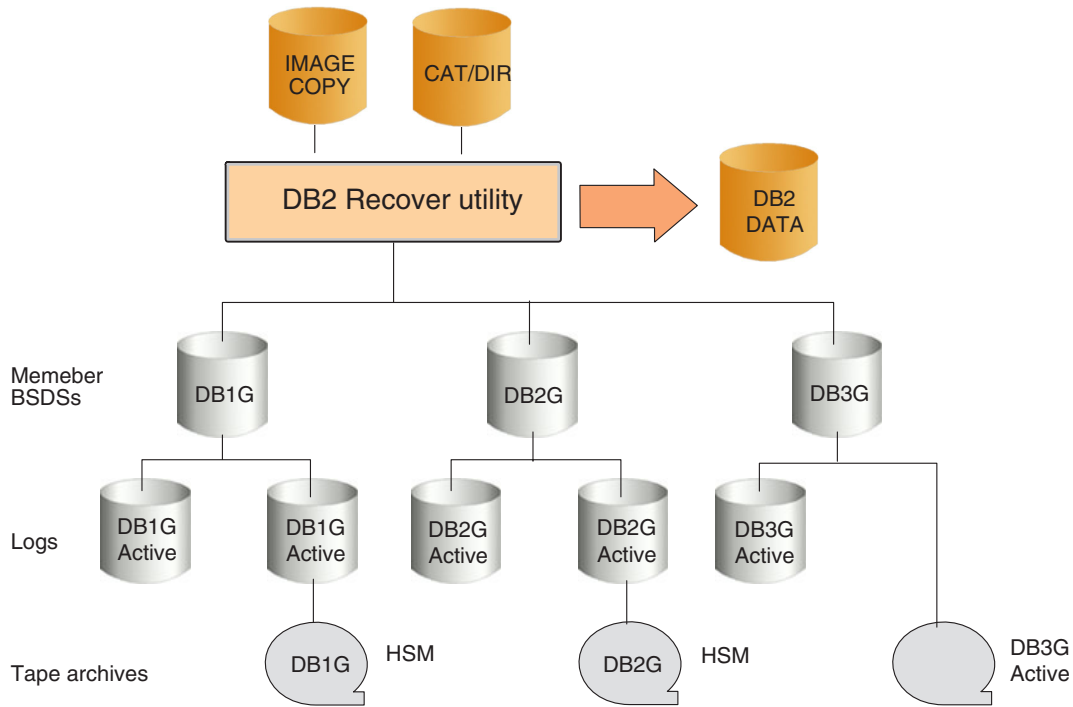 IMAGE
COPY
CAT/DIR
DB2 Recover utility
DB2
DATA
Memeber
BSDSs
DB1G
DB2G
DB3G
Logs
DB1G
Active
DB1G
Active
DB2G
Active
DB2G
Active
DB3G
Active
Tape archives
DB1G
HSM
DB2G
HSM
DB3G
Active